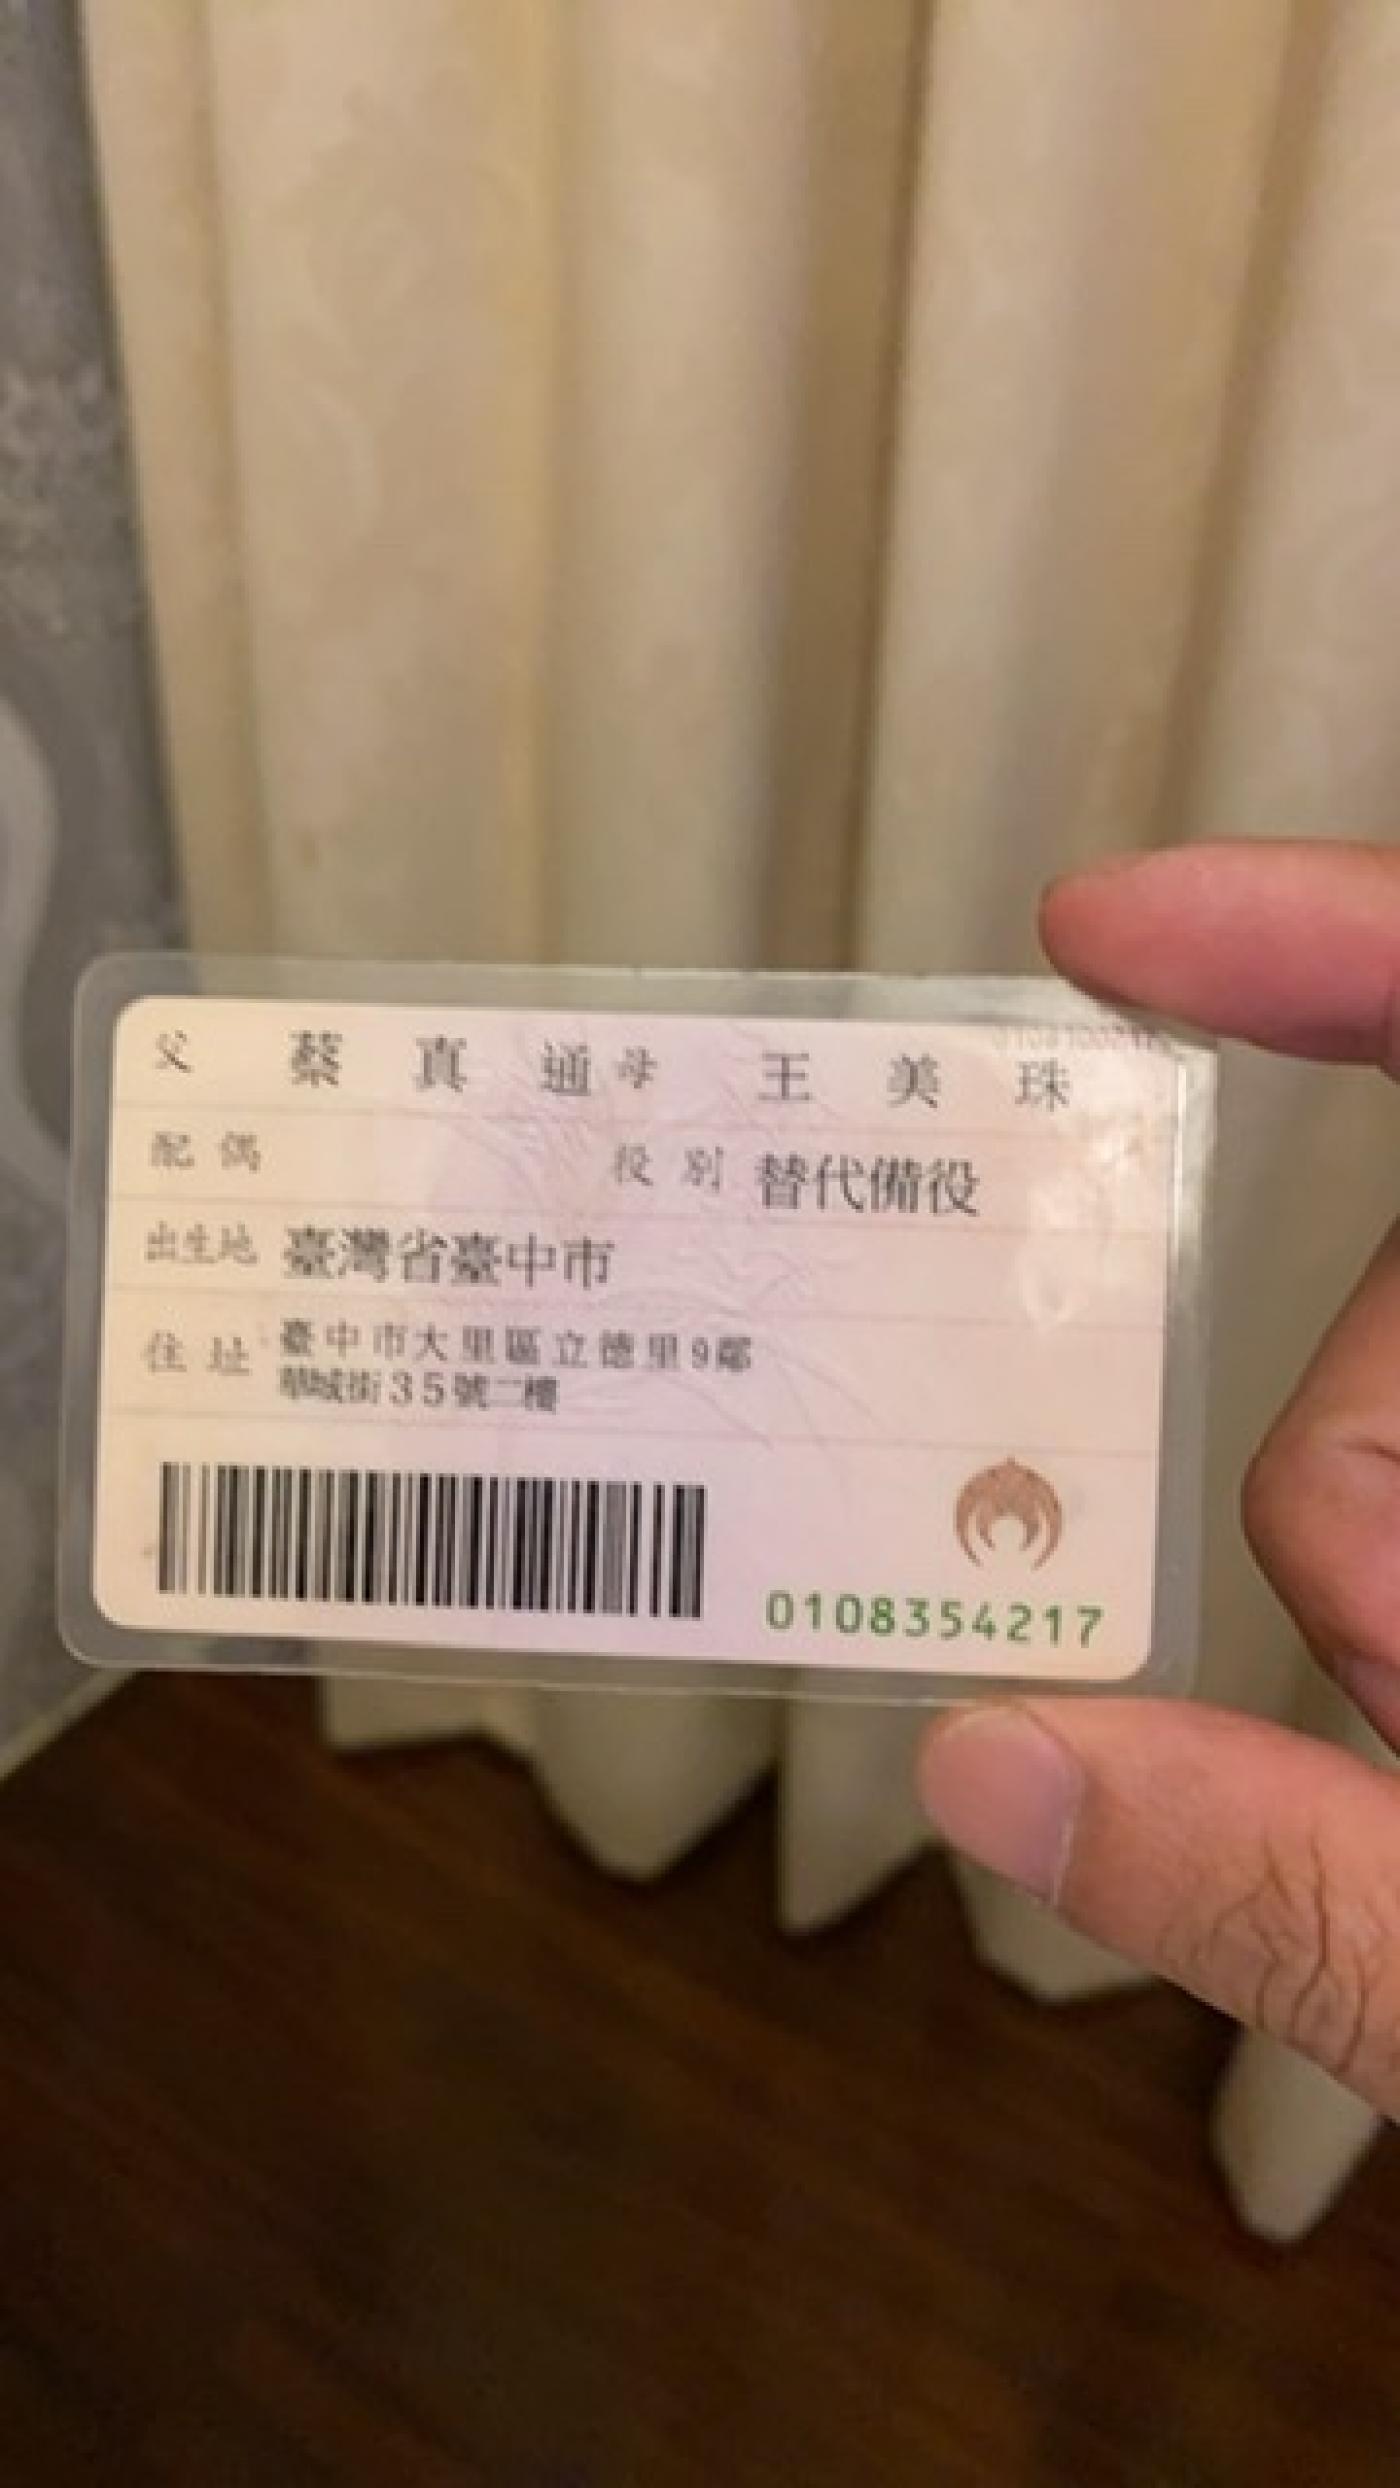 父 蔡真通 母 王美珠
配偶 役別 替代備役
出生地 臺灣省臺中市
住址 臺中市大里區立德里9鄰
華城街35號二樓
0108354217